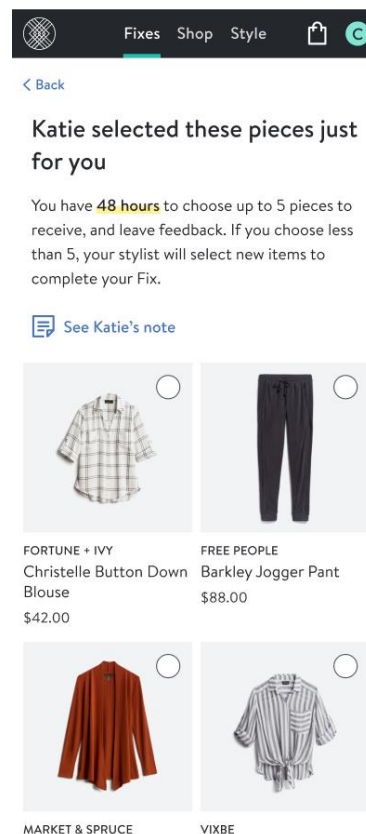 Fixes Shop Style C
Back
Katie selected these pieces just
for you
You have 48 hours to choose up to 5 pieces to
receive, and leave feedback. If you choose less
than 5, your stylist will select new items to
complete your Fix.
See Katie's note
FORTUNE + IVY
Christelle Button Down
Blouse
$42.00
FREE PEOPLE
Barkley Jogger Pant
$88.00
MARKET & SPRUCE
VIXBE